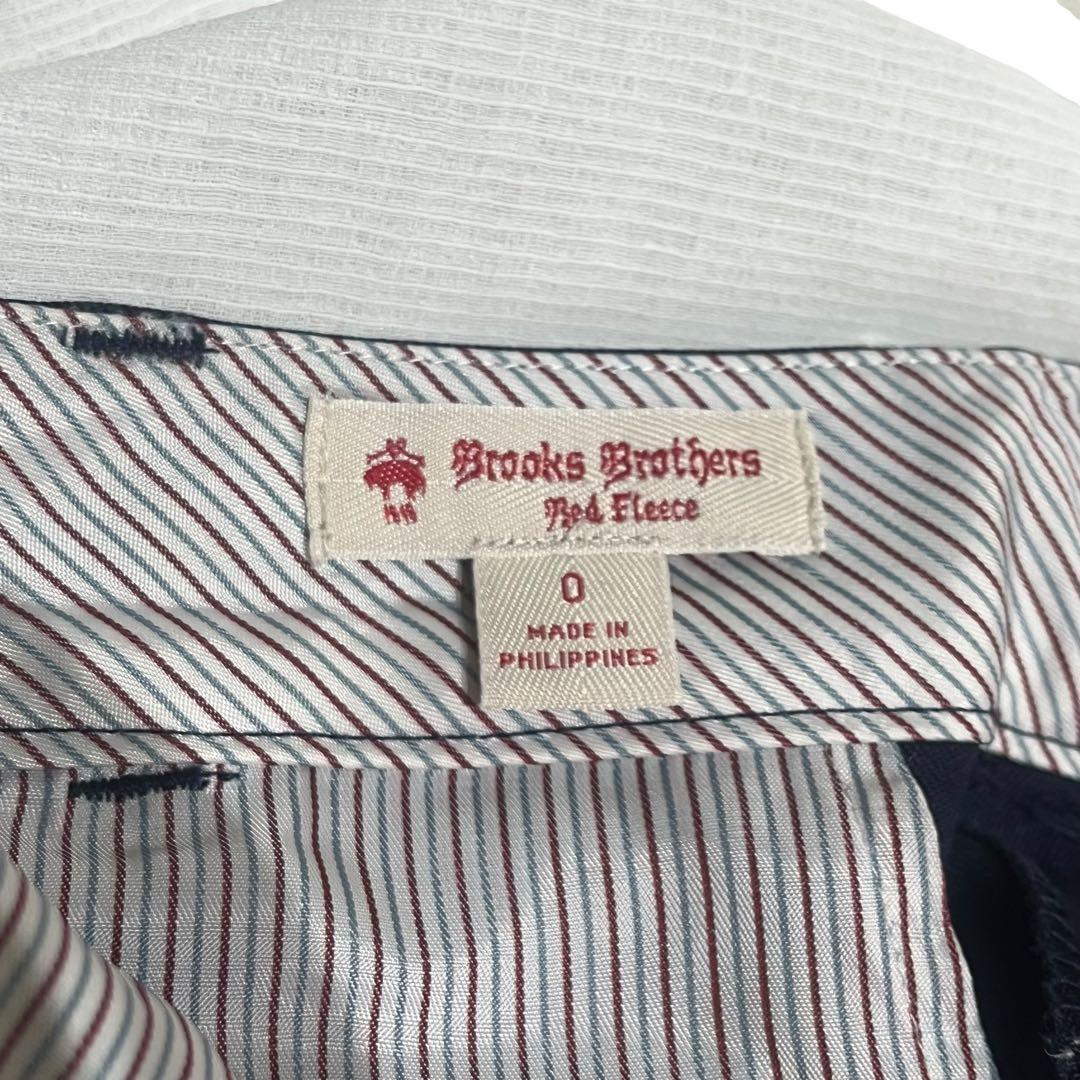 Brooks Brothers
Red Fleece
0
MADE IN
PHILIPPINES